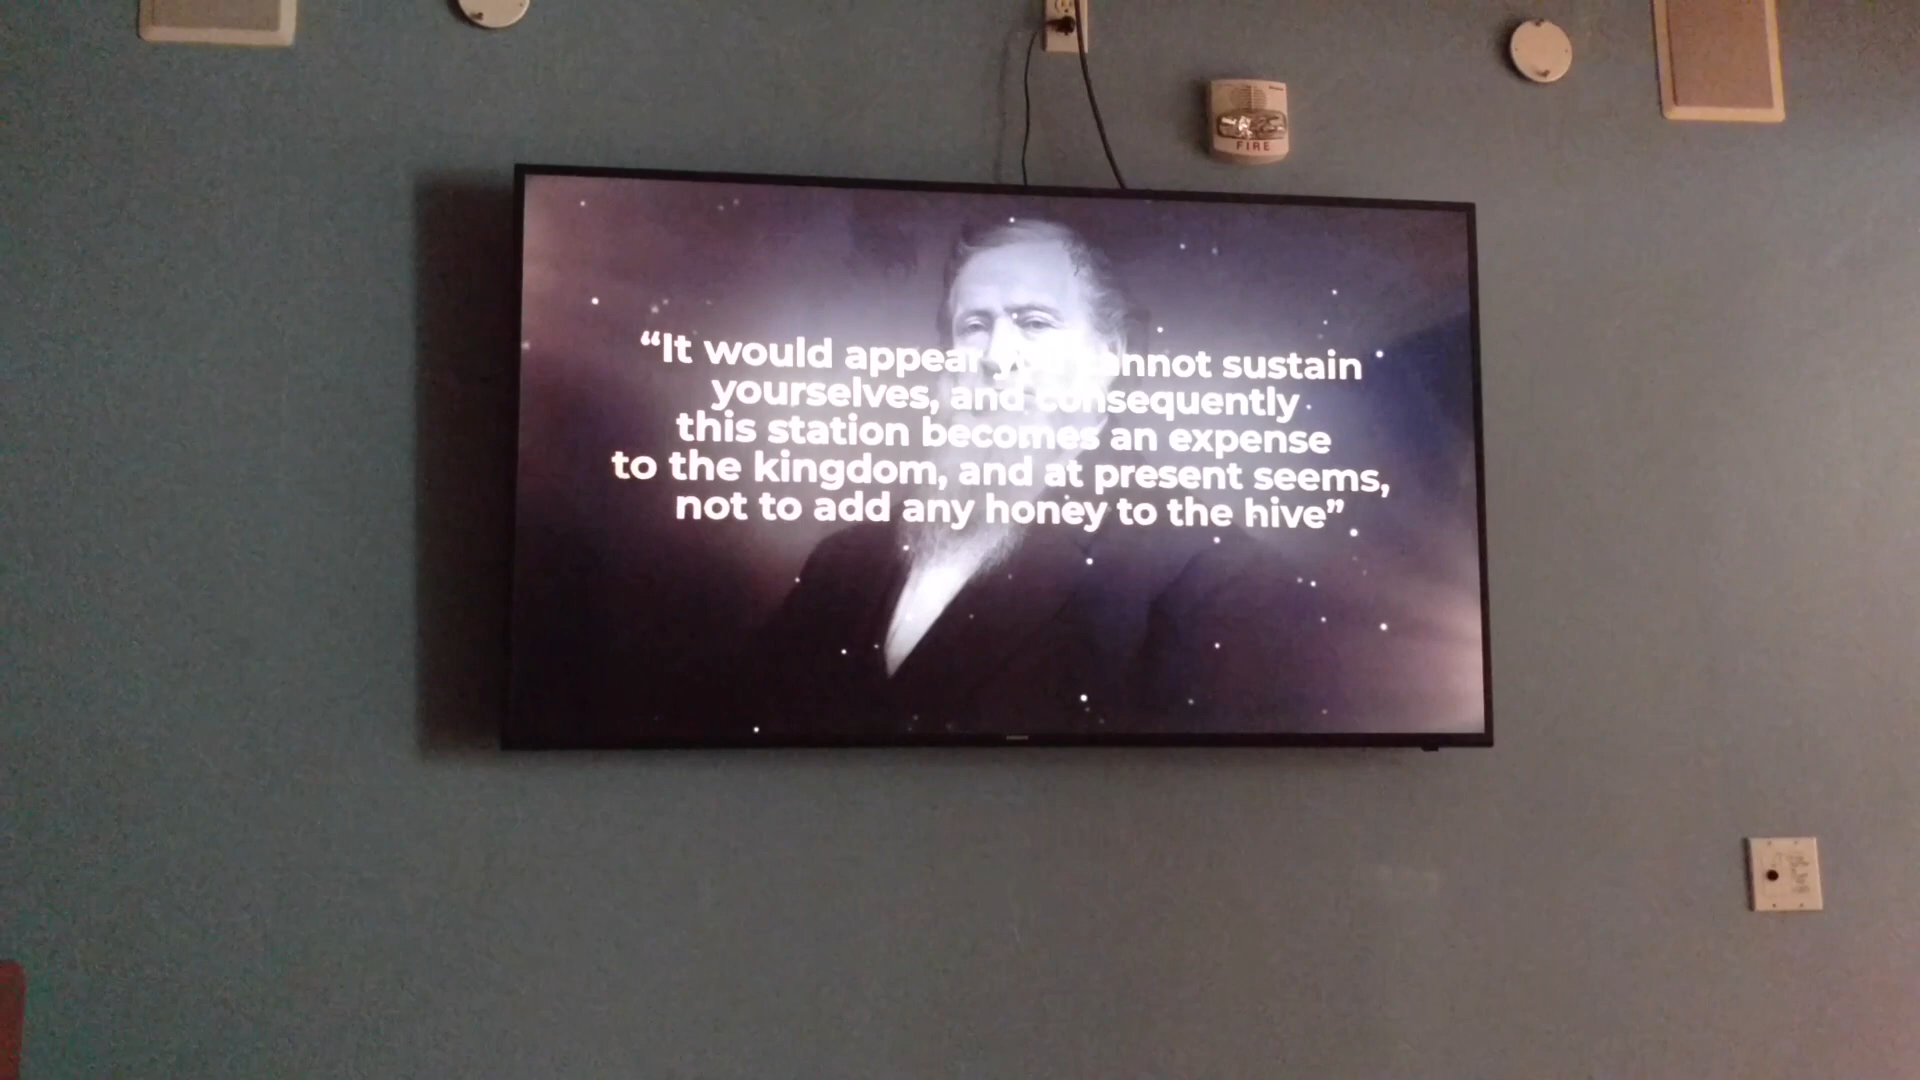 FIRE
“It would appear you cannot sustain
yourselves, and consequently
this station becomes an expense
to the kingdom, and at present seems,
not to add any honey to the hive”